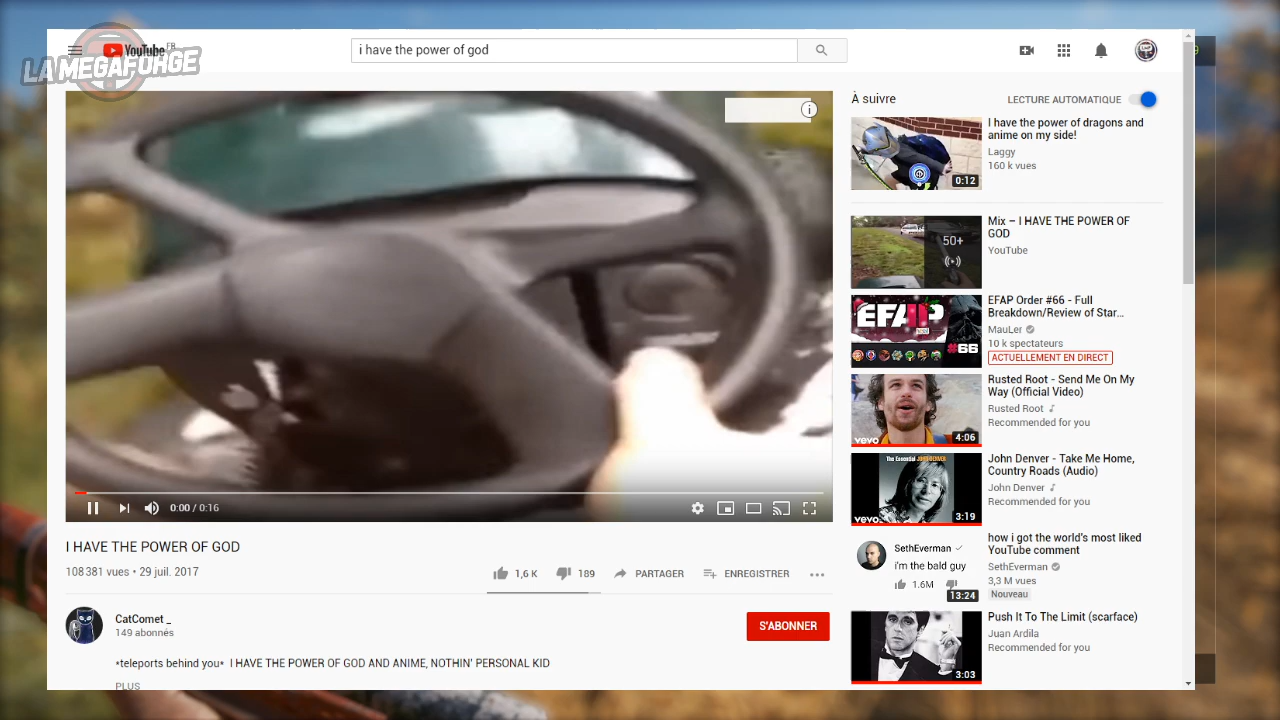 LA MEGAFORGE
YouTube FR
i have the power of god
À suivre
LECTURE AUTOMATIQUE
I have the power of dragons and
anime on my side!
Laggy
160 k vues
0:12
Mix – I HAVE THE POWER OF
GOD
YouTube
50+
EFAP
#66
EFAP Order #66 - Full
Breakdown/Review of Star...
MauLer
10 k spectateurs
ACTUELLEMENT EN DIRECT
Rusted Root - Send Me On My
Way (Official Video)
Rusted Root
Recommended for you
vevo
4:06
The Essential JOHN DENVER
John Denver - Take Me Home,
Country Roads (Audio)
John Denver
Recommended for you
vevo
3:19
SethEverman
i'm the bald guy
1.6M
13:24
how i got the world's most liked
YouTube comment
SethEverman
3,3 M vues
Nouveau
Push It To The Limit (scarface)
Juan Ardila
Recommended for you
3:03
0:00 / 0:16
I HAVE THE POWER OF GOD
108 381 vues • 29 juil. 2017
1,6 K
189
PARTAGER
ENREGISTRER
CatComet _
149 abonnés
S'ABONNER
*teleports behind you* I HAVE THE POWER OF GOD AND ANIME, NOTHIN' PERSONAL KID
PLUS